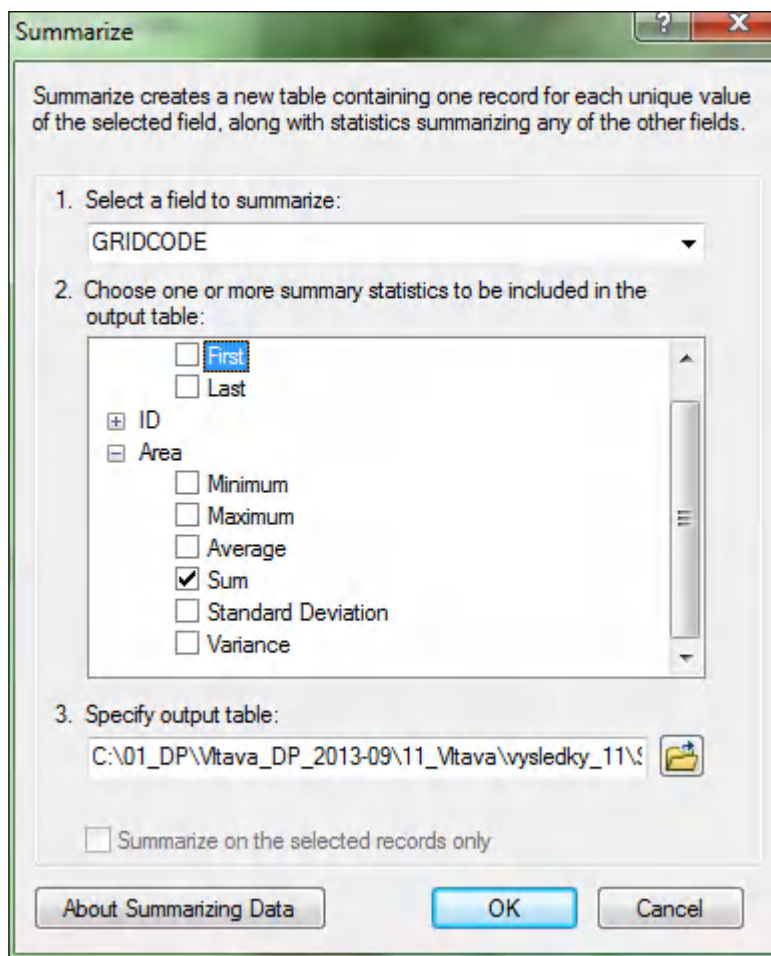 Summarize
Summarize creates a new table containing one record for each unique value
of the selected field, along with statistics summarizing any of the other fields.
1. Select a field to summarize:
GRIDCODE
2. Choose one or more summary statistics to be included in the
output table:
First
Last
ID
Area
Minimum
Maximum
Average
Sum
Standard Deviation
Variance
3. Specify output table:
C:\01_DP\Vltava_DP_2013-09\11_Vltava\vysledky_11\
Summarize on the selected records only
About Summarizing Data
OK
Cancel